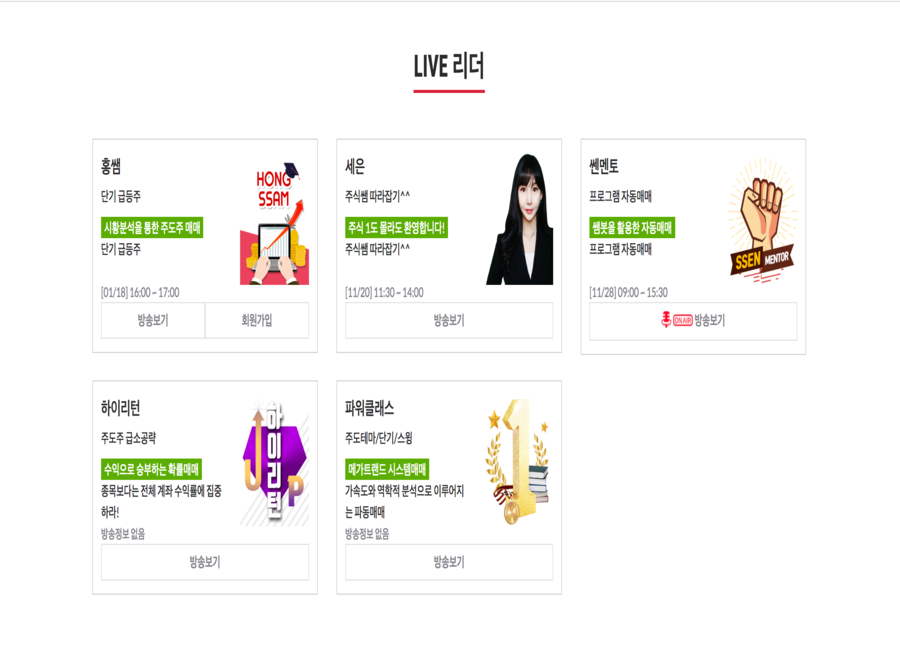 LIVE 리더
홍쌤
단기 급등주
시황분석을 통한 주도주 매매
단기 급등주
[01/18] 16:00 ~ 17:00
방송보기
회원가입
HONG
SSAM
세은
주식쌤 따라잡기^^
주식 1도 몰라도 환영합니다!
주식쌤 따라잡기^^
[11/20] 11:30 ~ 14:00
방송보기
쎈멘토
프로그램 자동매매
쌤봇을 활용한 자동매매
프로그램 자동매매
[11/28] 09:00 ~ 15:30
ON AIR 방송보기
SSEN MENTOR
하이리턴
주도주 급소공략
수익으로 승부하는 확률매매
종목보다는 전체 계좌 수익률에 집중
하라!
방송정보 없음
방송보기
하이리턴
UP
파워클래스
주도테마/단기/스윙
메가트랜드 시스템매매
가속도와 역학적 분석으로 이루어지
는 파동매매
방송정보 없음
방송보기
1